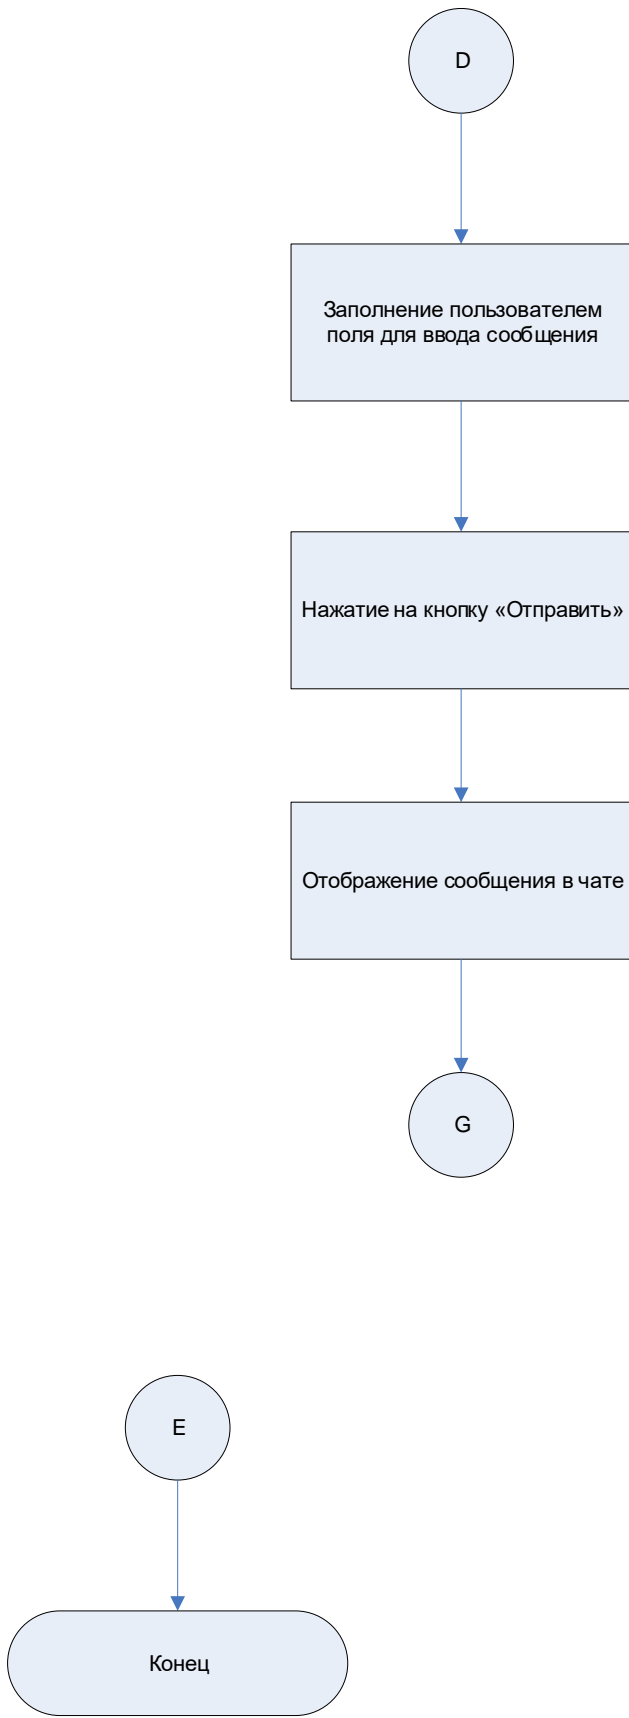 D
Заполнение пользователем
поля для ввода сообщения
Нажатие на кнопку «Отправить»
Отображение сообщения в чате
G
E
Конец